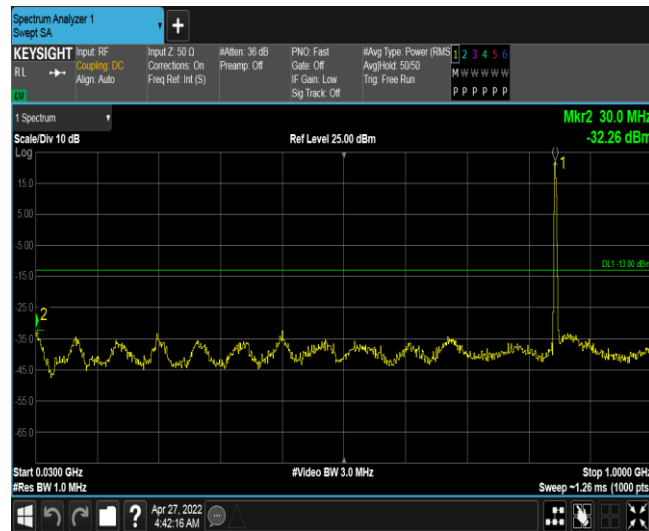 Spectrum Analyzer 1
Swept SA
KEYSIGHT
RL
Input: RF
Coupling: DC
Align: Auto
Input Z: 50 Ω
Corrections: On
Freq Ref: Int (S)
#Atten: 36 dB
Preamp: Off
PNO: Fast
Gate: Off
IF Gain: Low
Sig Track: Off
#Avg Type: Power (RMS
Avg|Hold: 50/50
Trig: Free Run
1 2 3 4 5 6
M W W W W W
P P P P P P
1 Spectrum
Mkr2 30.0 MHz
Scale/Div 10 dB
Ref Level 25.00 dBm
-32.26 dBm
Log
1
15.0
5.00
-5.00
DL1 -13.00 dBm
-15.0
-25.0
2
-35.0
-45.0
-55.0
-65.0
Start 0.0300 GHz
#Video BW 3.0 MHz
Stop 1.0000 GHz
#Res BW 1.0 MHz
Sweep ~1.26 ms (1000 pts)
?
Apr 27, 2022
4:42:16 AM